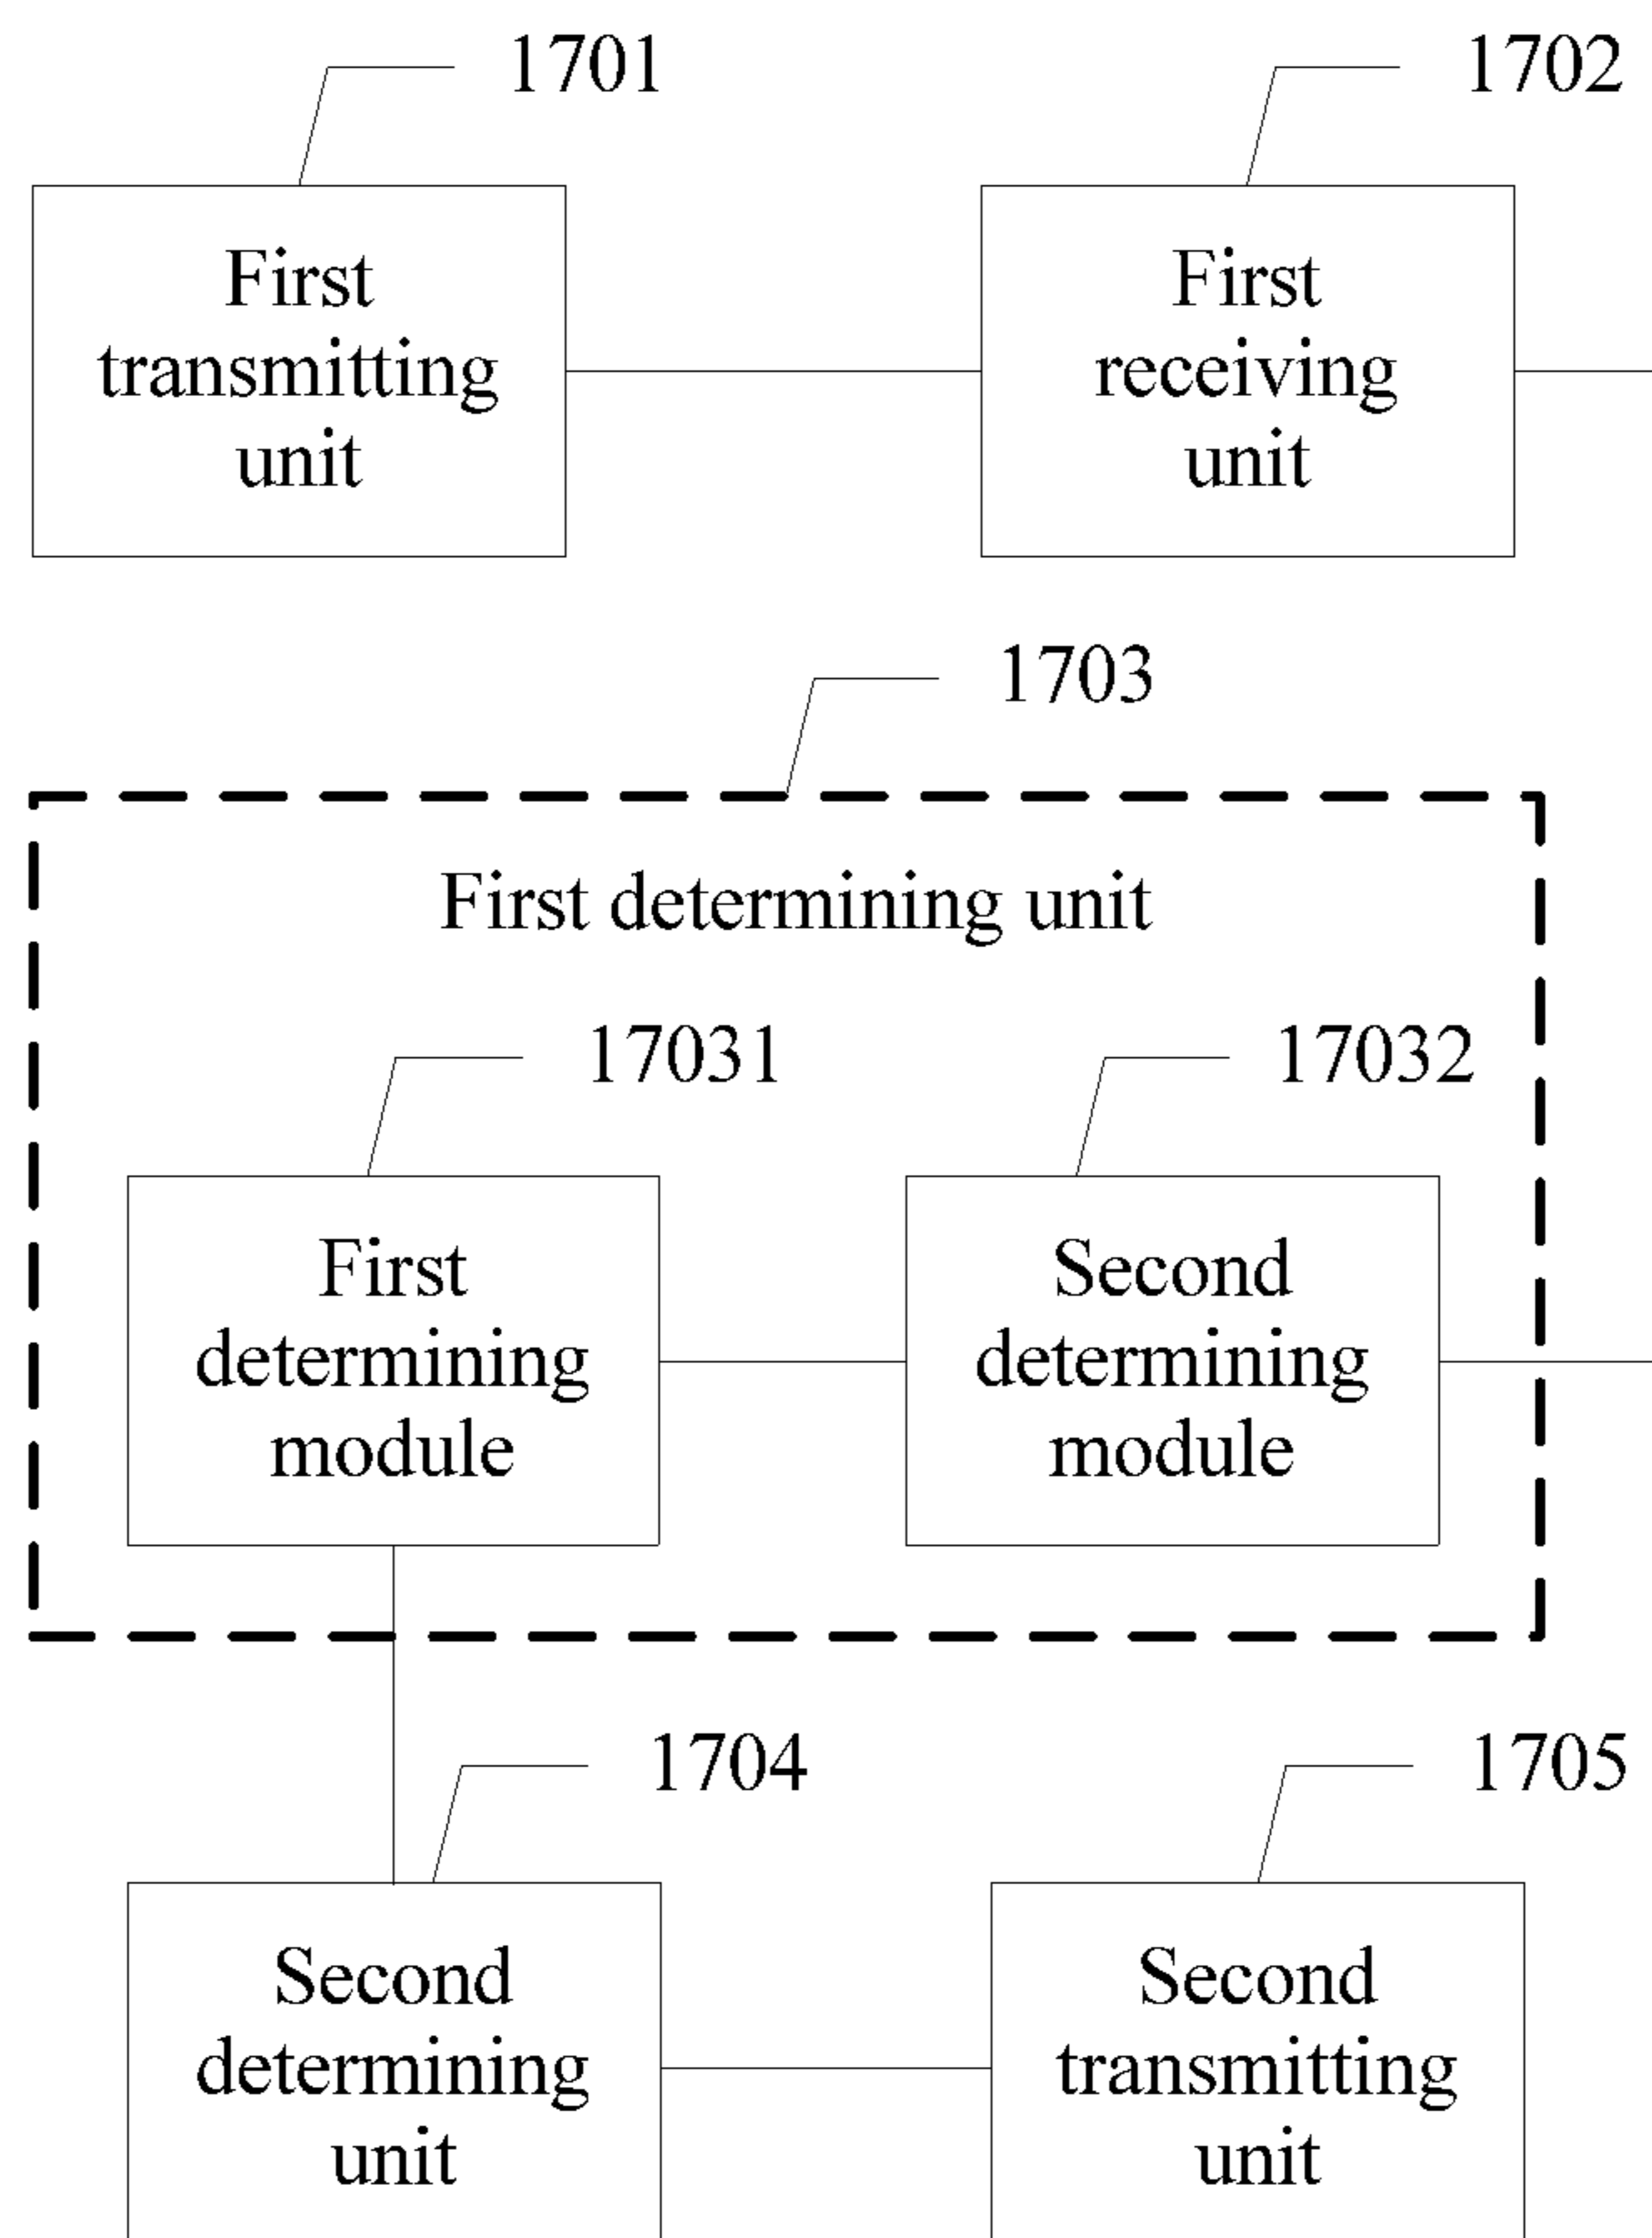 1701
1702
First
transmitting
unit
First
receiving
unit
1703
First determining unit
17031
17032
First
determining
module
Second
determining
module
1704
1705
Second
determining
unit
Second
transmitting
unit